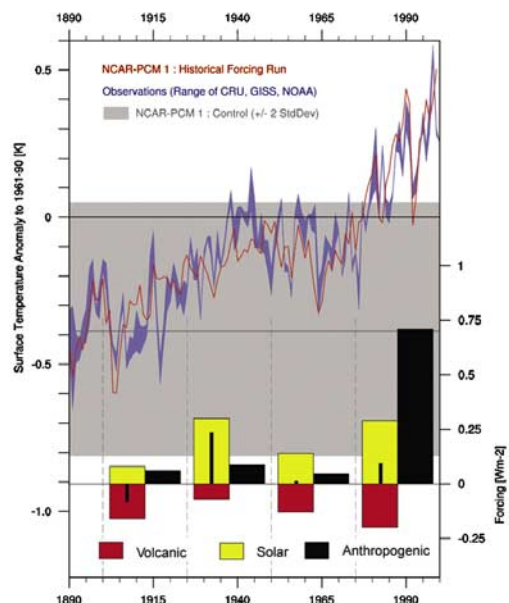 1890 1915 1940 1965 1990
NCAR-PCM 1 : Historical Forcing Run
Observations (Range of CRU, GISS, NOAA)
NCAR-PCM 1 : Control (+/- 2 StdDev)
Surface Temperature Anomaly to 1961-90 [K]
0.5
0
-0.5
-1.0
1
0.75
0.5
0.25
0
-0.25
Forcing [Wm-2]
Volcanic Solar Anthropogenic
1890 1915 1940 1965 1990